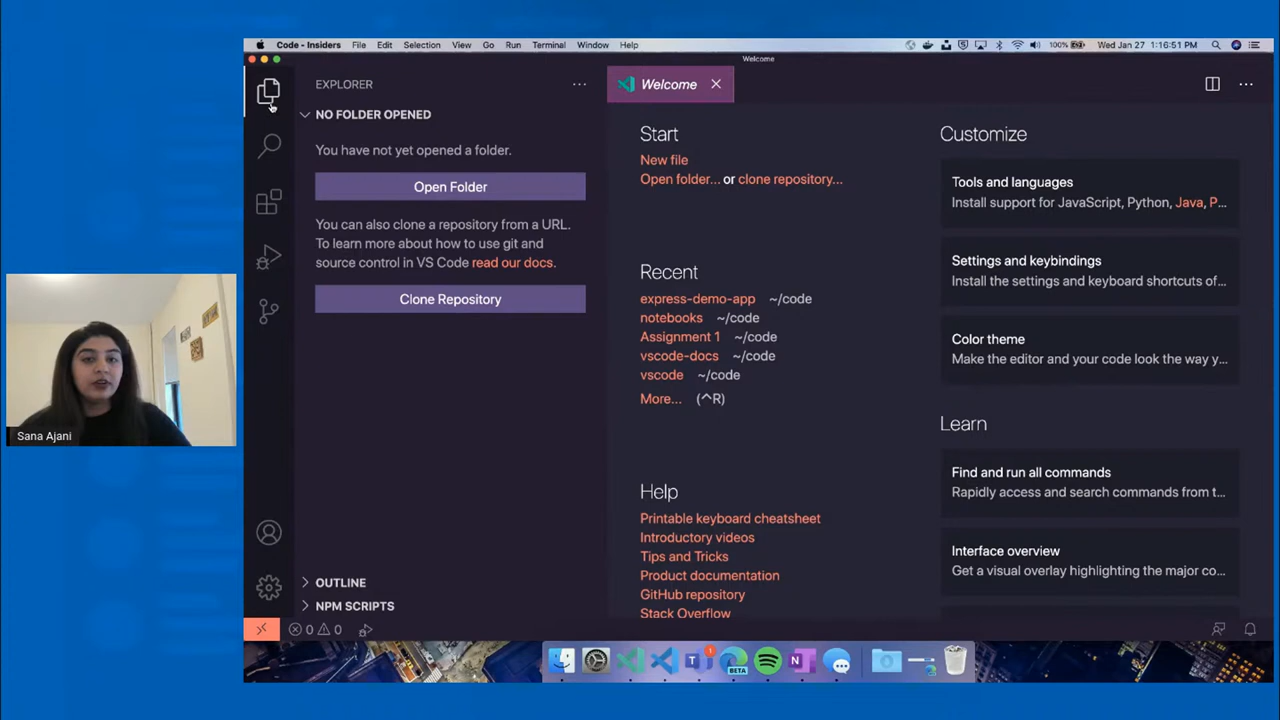 Code - Insiders File Edit Selection View Go Run Terminal Window Help 100% Wed Jan 27 1:16:51 PM
Welcome
EXPLORER
NO FOLDER OPENED
You have not yet opened a folder.
Open Folder
You can also clone a repository from a URL.
To learn more about how to use git and
source control in VS Code read our docs.
Clone Repository
OUTLINE
NPM SCRIPTS
0 0
Welcome
Start
New file
Open folder... or clone repository...
Recent
express-demo-app ~/code
notebooks ~/code
Assignment 1 ~/code
vscode-docs ~/code
vscode ~/code
More... (^R)
Help
Printable keyboard cheatsheet
Introductory videos
Tips and Tricks
Product documentation
GitHub repository
Stack Overflow
Customize
Tools and languages
Install support for JavaScript, Python, Java, P...
Settings and keybindings
Install the settings and keyboard shortcuts of...
Color theme
Make the editor and your code look the way y...
Learn
Find and run all commands
Rapidly access and search commands from t...
Interface overview
Get a visual overlay highlighting the major co...
Sana Ajani
T
1
BETA
N